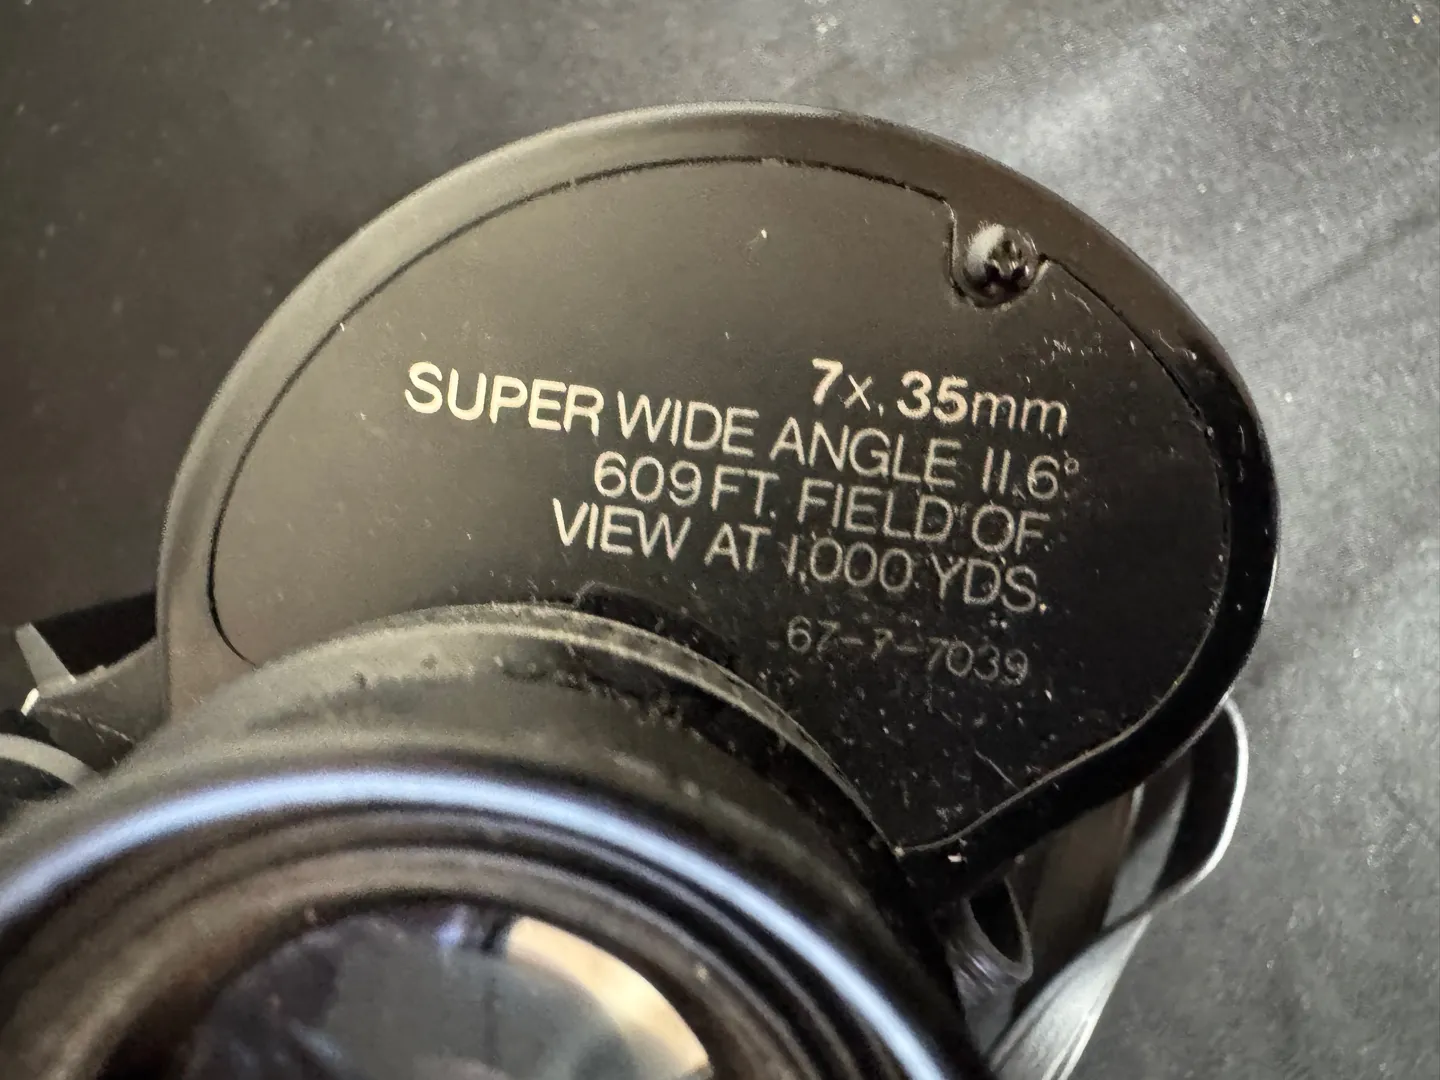 7x,35mm
SUPER WIDE ANGLE 11.6°
609 FT. FIELD OF
VIEW AT 1,000 YDS.
67-7-7039